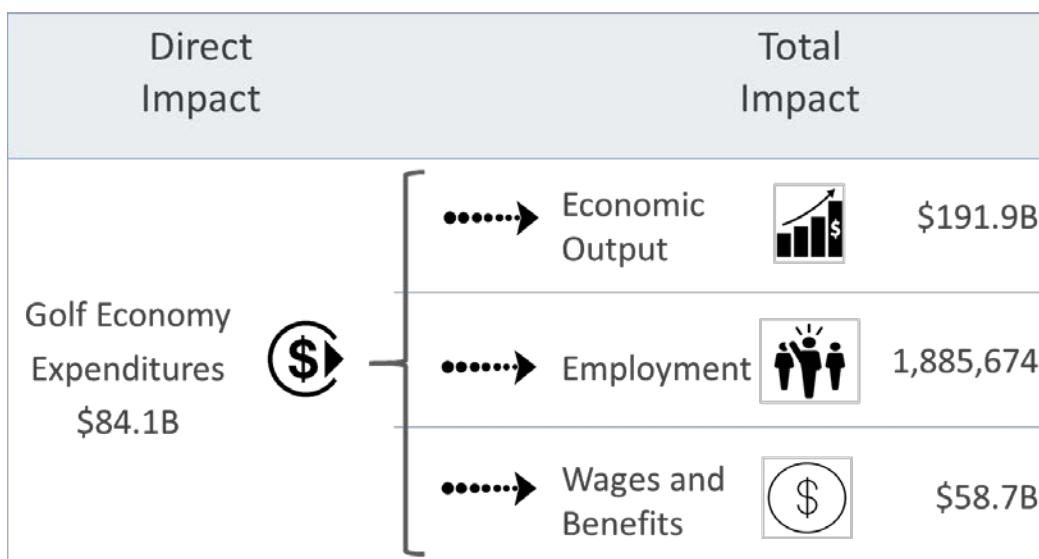 Direct
Impact
Total
Impact
Golf Economy
Expenditures
$84.1B
$
Economic
Output
$
$191.9B
Employment
1,885,674
Wages and
Benefits
$
$58.7B